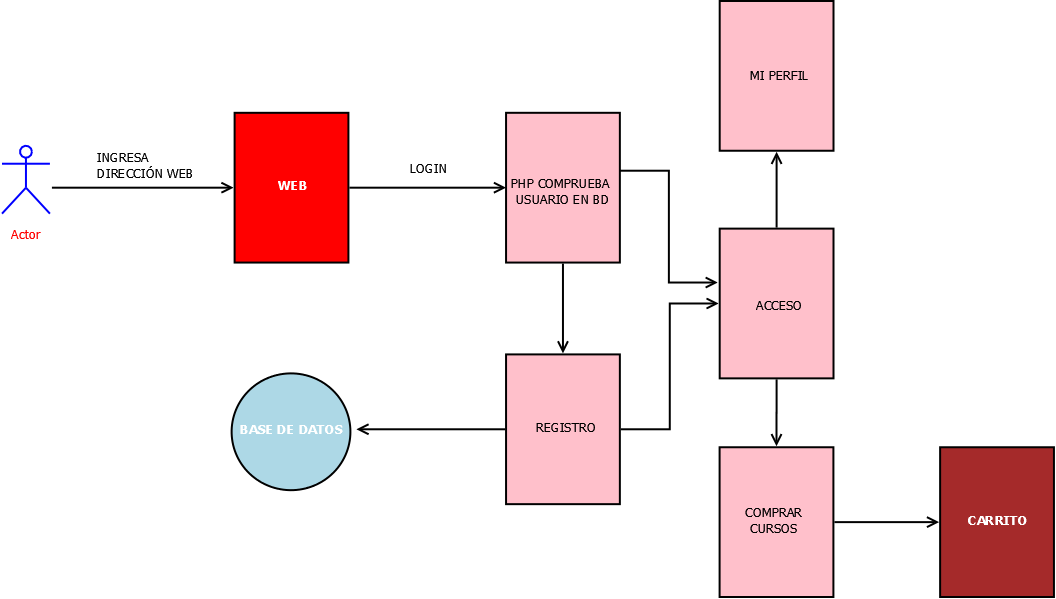 MI PERFIL
INGRESA
DIRECCIÓN WEB
LOGIN
WEB
PHP COMPRUEBA
USUARIO EN BD
Actor
ACCESO
REGISTRO
BASE DE DATOS
COMPRAR
CURSOS
CARRITO